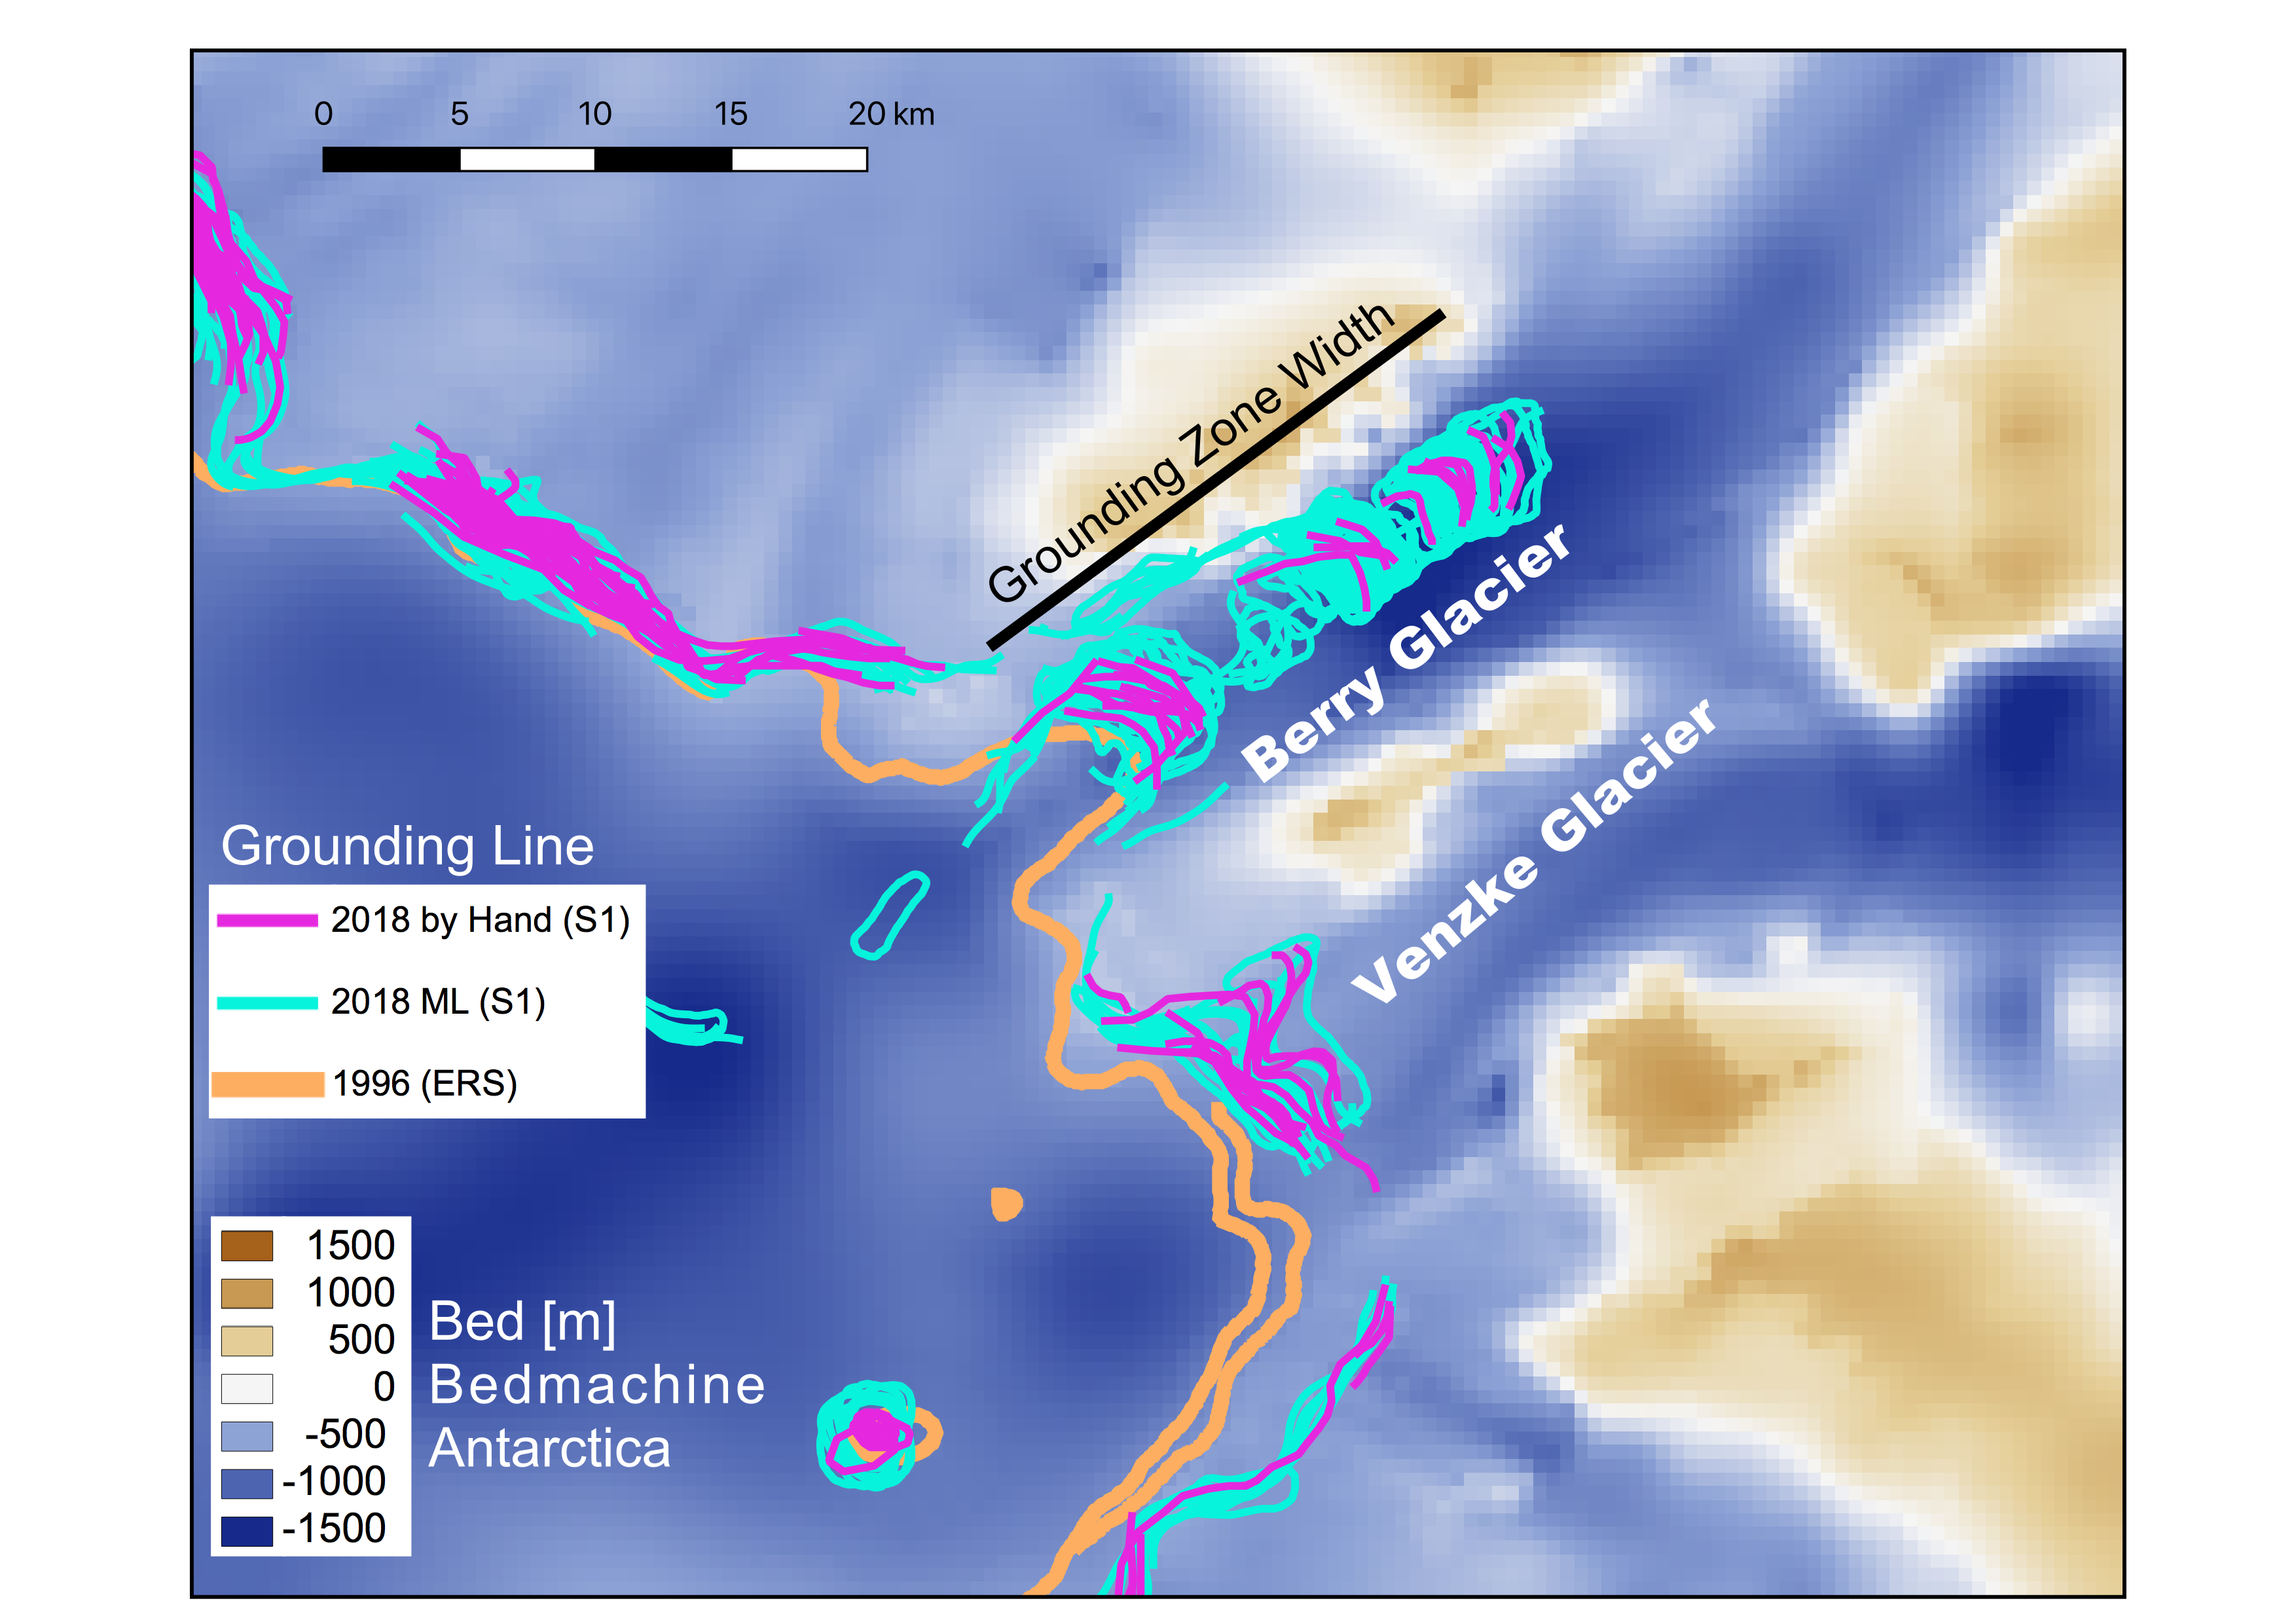 0 5 10 15 20 km
Grounding Zone Width
Berry Glacier
Venzke Glacier
Grounding Line
2018 by Hand (S1)
2018 ML (S1)
1996 (ERS)
1500
1000
500
0
-500
-1000
-1500
Bed [m]
Bedmachine
Antarctica